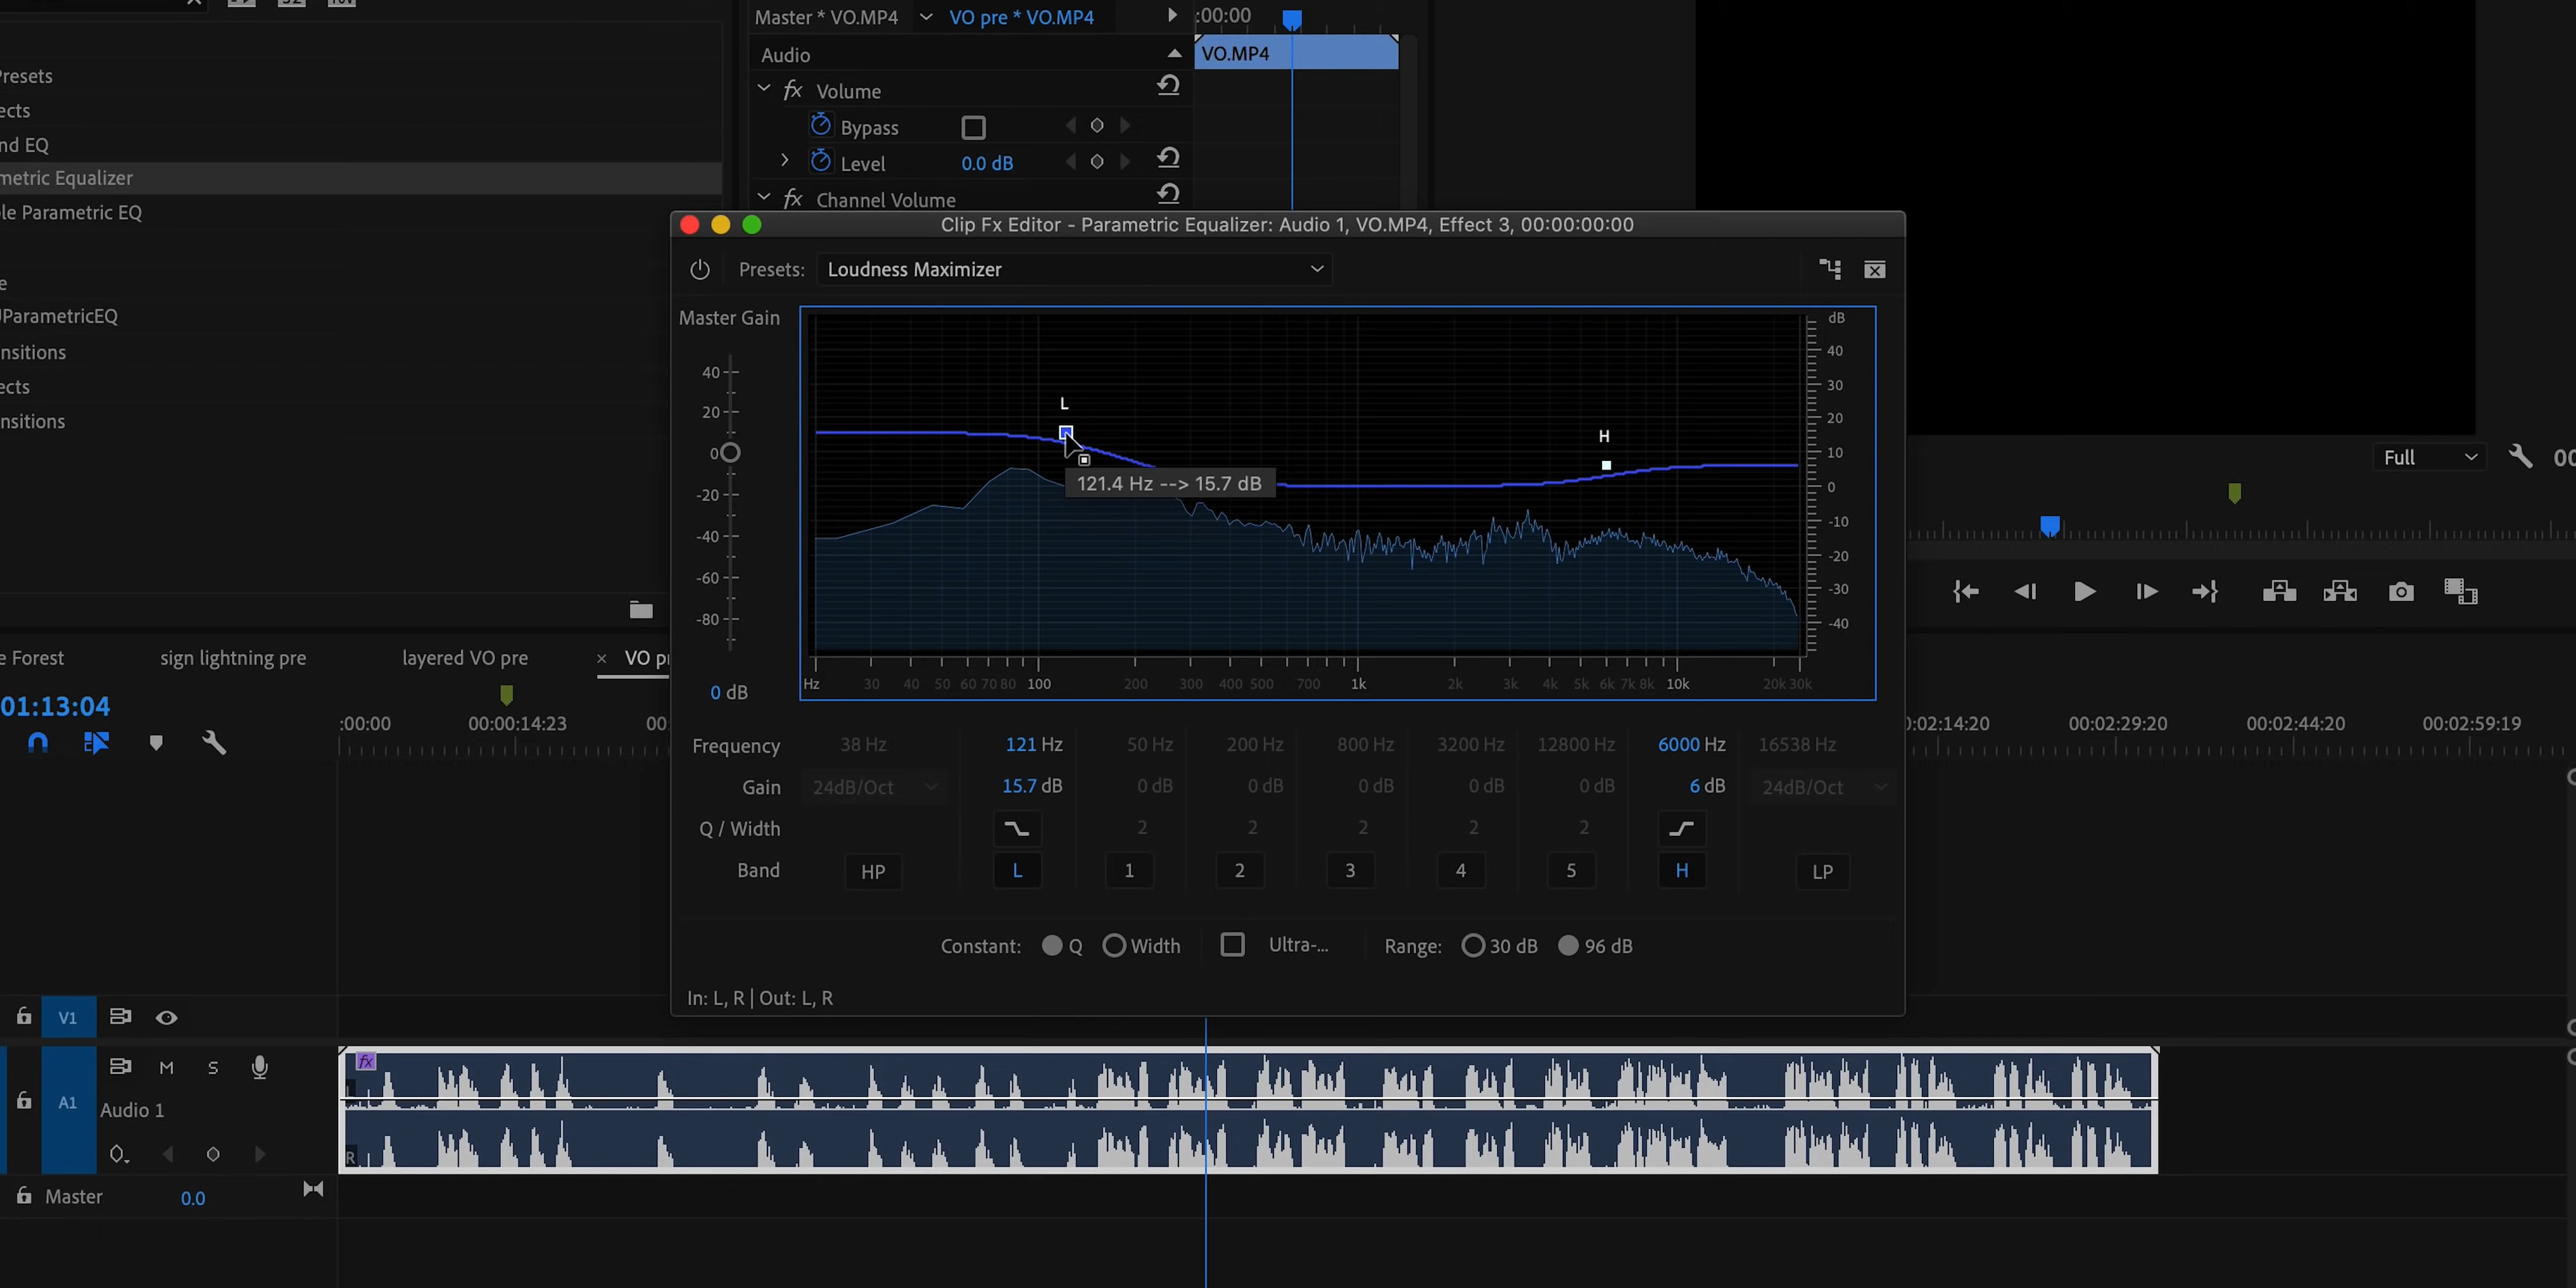 Presets
ects
nd EQ
metric Equalizer
le Parametric EQ
e
ParametricEQ
nsitions
ects
nsitions
Master * VO.MP4
VO pre * VO.MP4
:00:00
Audio
VO.MP4
fx Volume
Bypass
Level 0.0 dB
fx Channel Volume
Clip Fx Editor - Parametric Equalizer: Audio 1, VO.MP4, Effect 3, 00:00:00:00
Presets: Loudness Maximizer
Master Gain
40
20
0
-20
-40
-60
-80
0 dB
L
H
121.4 Hz --> 15.7 dB
dB
40
30
20
10
0
-10
-20
-30
-40
Hz 30 40 50 60 70 80 100 200 300 400 500 700 1k 2k 3k 4k 5k 6k 7k 8k 10k 20k 30k
Frequency 38 Hz 121 Hz 50 Hz 200 Hz 800 Hz 3200 Hz 12800 Hz 6000 Hz 16538 Hz
Gain 24dB/Oct 15.7 dB 0 dB 0 dB 0 dB 0 dB 0 dB 6 dB 24dB/Oct
Q / Width 2 2 2 2 2
Band HP L 1 2 3 4 5 H LP
Constant: Q Width Ultra-... Range: 30 dB 96 dB
In: L, R | Out: L, R
Full
00
e Forest
sign lightning pre
layered VO pre
× VO pr
01:13:04
:00:00 00:00:14:23 00:
0:02:14:20 00:02:29:20 00:02:44:20 00:02:59:19
V1
A1
M S
Audio 1
fx
R
Master 0.0